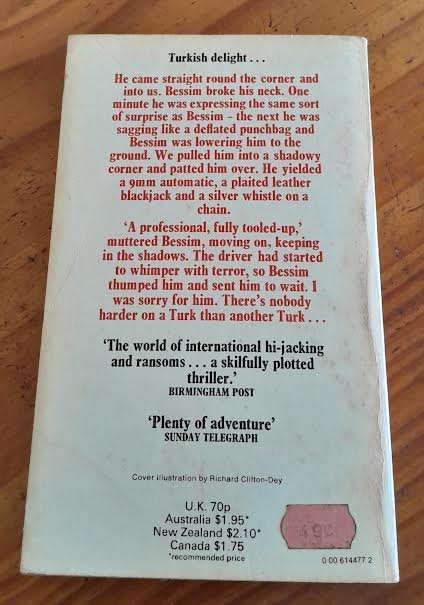 Turkish delight . . .
He came straight round the corner and
into us. Bessim broke his neck. One
minute he was expressing the same sort
of surprise as Bessim – the next he was
sagging like a deflated punchbag and
Bessim was lowering him to the
ground. We pulled him into a shadowy
corner and patted him over. He yielded
a 9mm automatic, a plaited leather
blackjack and a silver whistle on a
chain.
‘A professional, fully tooled-up,’
muttered Bessim, moving on, keeping
in the shadows. The driver had started
to whimper with terror, so Bessim
thumped him and sent him to wait. I
was sorry for him. There’s nobody
harder on a Turk than another Turk . . .
‘The world of international hi-jacking
and ransoms . . . a skilfully plotted
thriller.’
BIRMINGHAM POST
‘Plenty of adventure’
SUNDAY TELEGRAPH
Cover illustration by Richard Clifton-Dey
U.K. 70p
Australia $1.95*
New Zealand $2.10*
Canada $1.75
*recommended price
0 00 614477 2